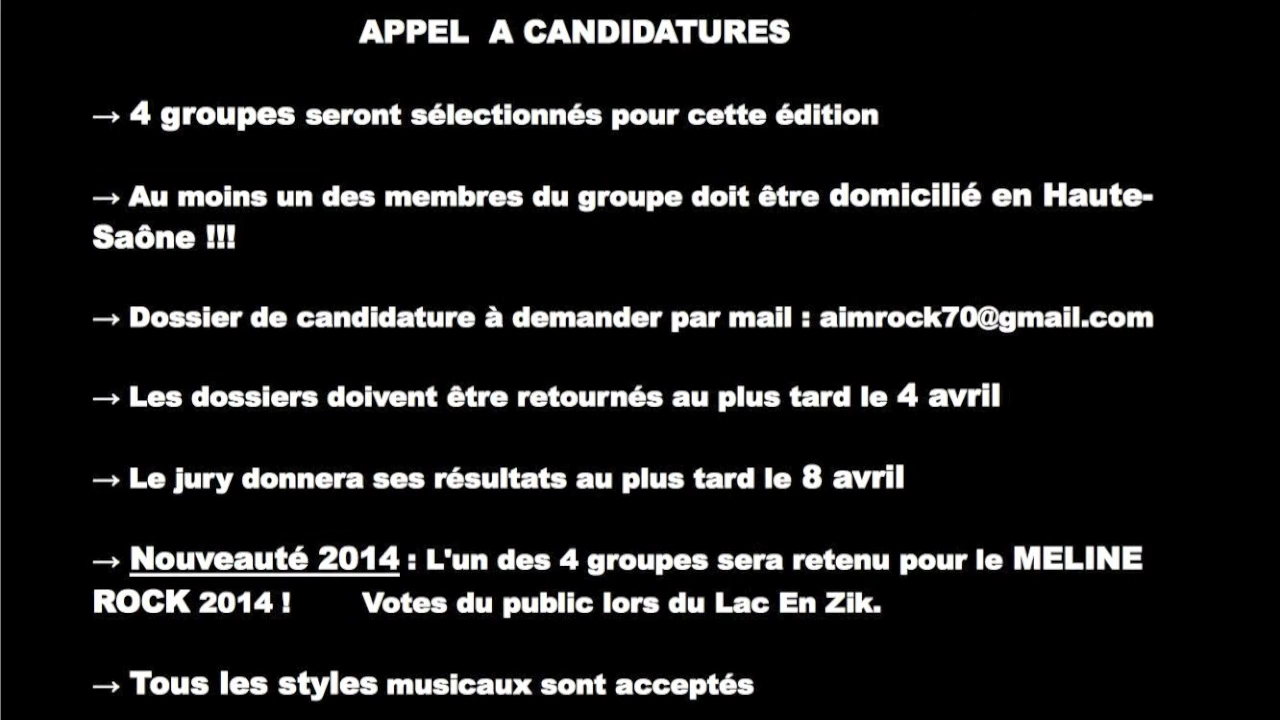 APPEL A CANDIDATURES
→ 4 groupes seront sélectionnés pour cette édition
→ Au moins un des membres du groupe doit être domicilié en Haute-
Saône !!!
→ Dossier de candidature à demander par mail : aimrock70@gmail.com
→ Les dossiers doivent être retournés au plus tard le 4 avril
→ Le jury donnera ses résultats au plus tard le 8 avril
→ Nouveauté 2014 : L'un des 4 groupes sera retenu pour le MELINE
ROCK 2014 ! Votes du public lors du Lac En Zik.
→ Tous les styles musicaux sont acceptés